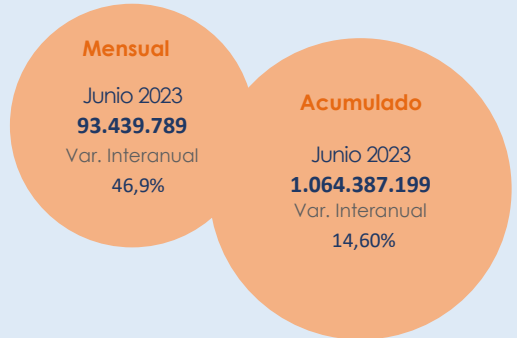 Mensual
Junio 2023
93.439.789
Var. Interanual
46,9%
Acumulado
Junio 2023
1.064.387.199
Var. Interanual
14,60%